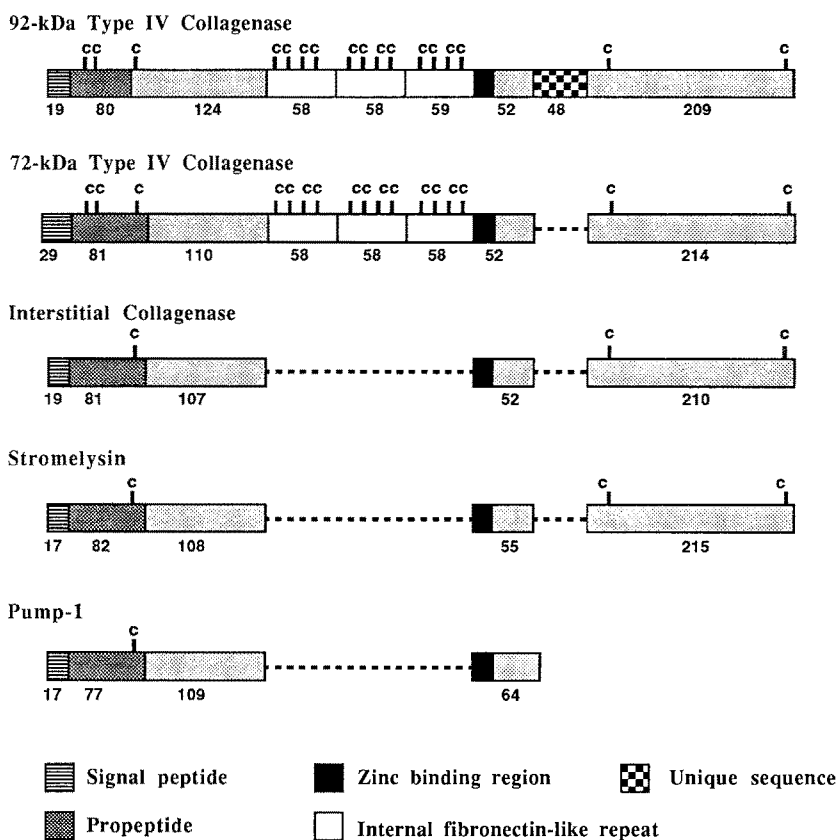 92-kDa Type IV Collagenase
cc c cc cc cc cc cc cc c c
19 80 124 58 58 59 52 48 209
72-kDa Type IV Collagenase
cc c cc cc cc cc cc cc c c
29 81 110 58 58 58 52 214
Interstitial Collagenase
c c c
19 81 107 52 210
Stromelysin
c c c
17 82 108 55 215
Pump-1
c
17 77 109 64
Signal peptide Zinc binding region Unique sequence
Propeptide Internal fibronectin-like repeat